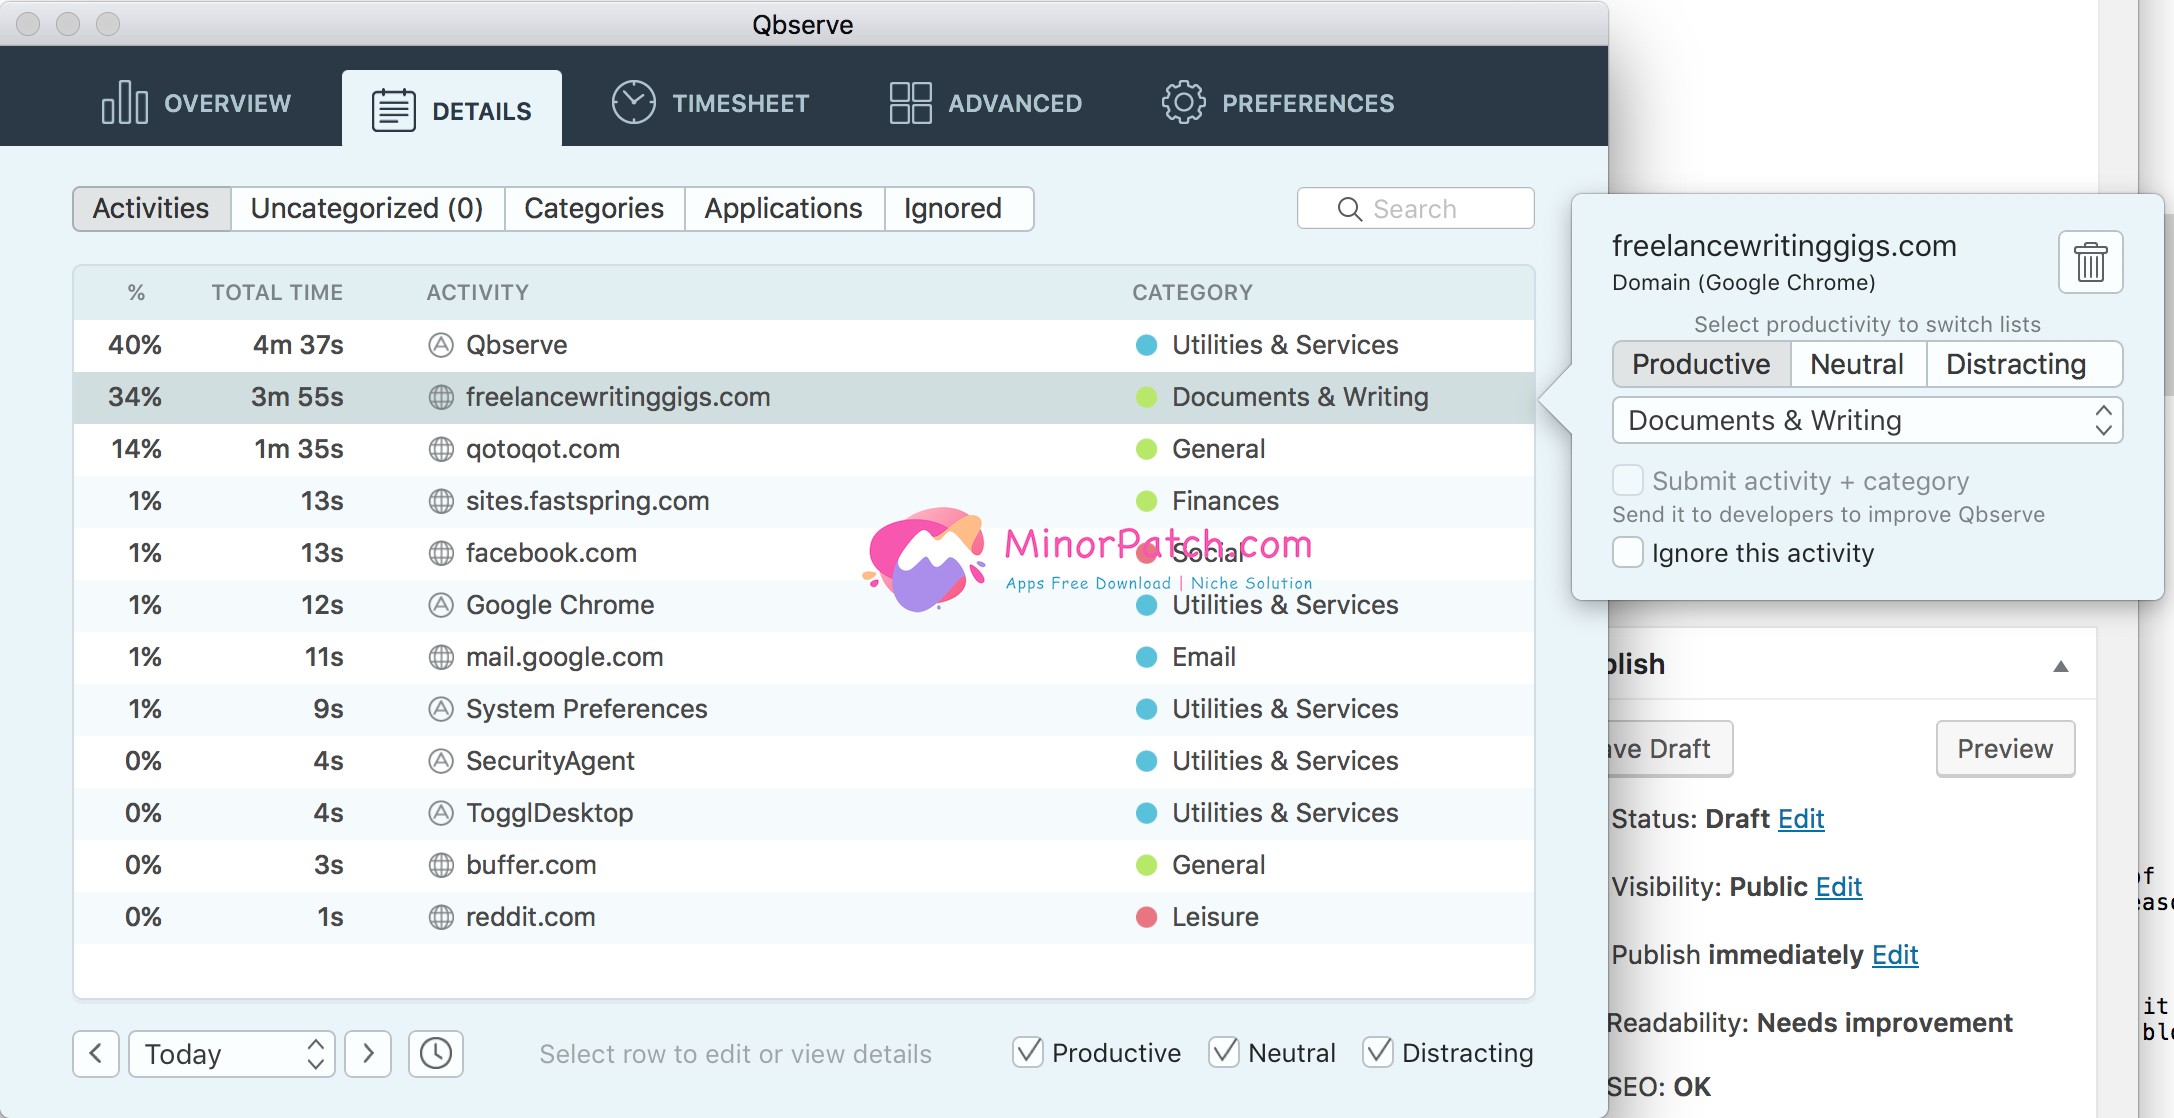 Qbserve
OVERVIEW DETAILS TIMESHEET ADVANCED PREFERENCES
Activities Uncategorized (0) Categories Applications Ignored Search
% TOTAL TIME ACTIVITY CATEGORY
40% 4m 37s Qbserve Utilities & Services
34% 3m 55s freelancewritinggigs.com Documents & Writing
14% 1m 35s qotoqot.com General
1% 13s sites.fastspring.com Finances
1% 13s facebook.com Social
1% 12s Google Chrome Utilities & Services
1% 11s mail.google.com Email
1% 9s System Preferences Utilities & Services
0% 4s SecurityAgent Utilities & Services
0% 4s TogglDesktop Utilities & Services
0% 3s buffer.com General
0% 1s reddit.com Leisure
MinorPatch.com
Apps Free Download | Niche Solution
Today Select row to edit or view details Productive Neutral Distracting
freelancewritinggigs.com
Domain (Google Chrome)
Select productivity to switch lists
Productive Neutral Distracting
Documents & Writing
Submit activity + category
Send it to developers to improve Qbserve
Ignore this activity
blish
ave Draft Preview
Status: Draft Edit
Visibility: Public Edit
Publish immediately Edit
Readability: Needs improvement
SEO: OK
of
ease
it
blo